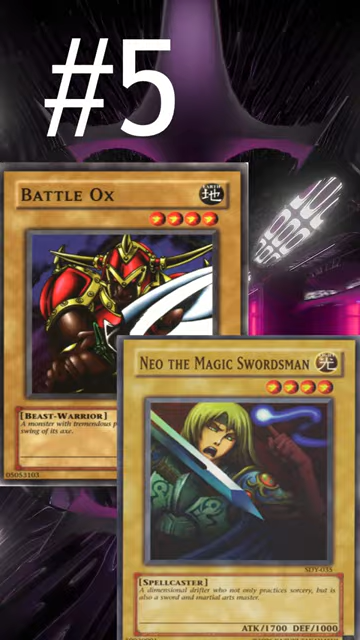 #5
BATTLE OX
EARTH
地
[BEAST-WARRIOR]
A monster with tremendous p
swing of its axe.
05053103
NEO THE MAGIC SWORDSMAN
光
SDY-035
[SPELLCASTER]
A dimensional drifter who not only practices sorcery, but is
also a sword and martial arts master.
ATK/1700 DEF/1000